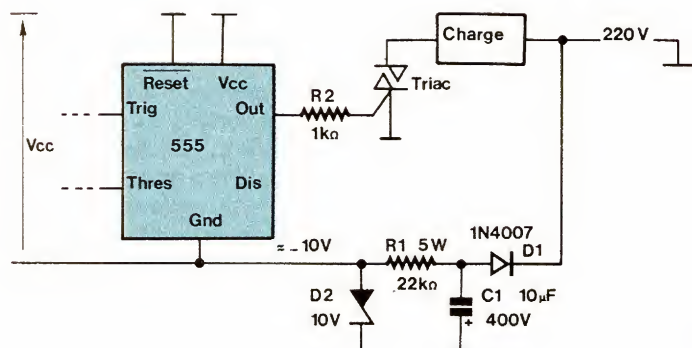 Charge
220 V
Reset
Vcc
Triac
Trig
Out
R2
1kΩ
Vcc
555
Thres
Dis
Gnd
≈ -10V
R1 5W
22kΩ
1N4007
D1
D2
10V
C1 10µF
400V
+